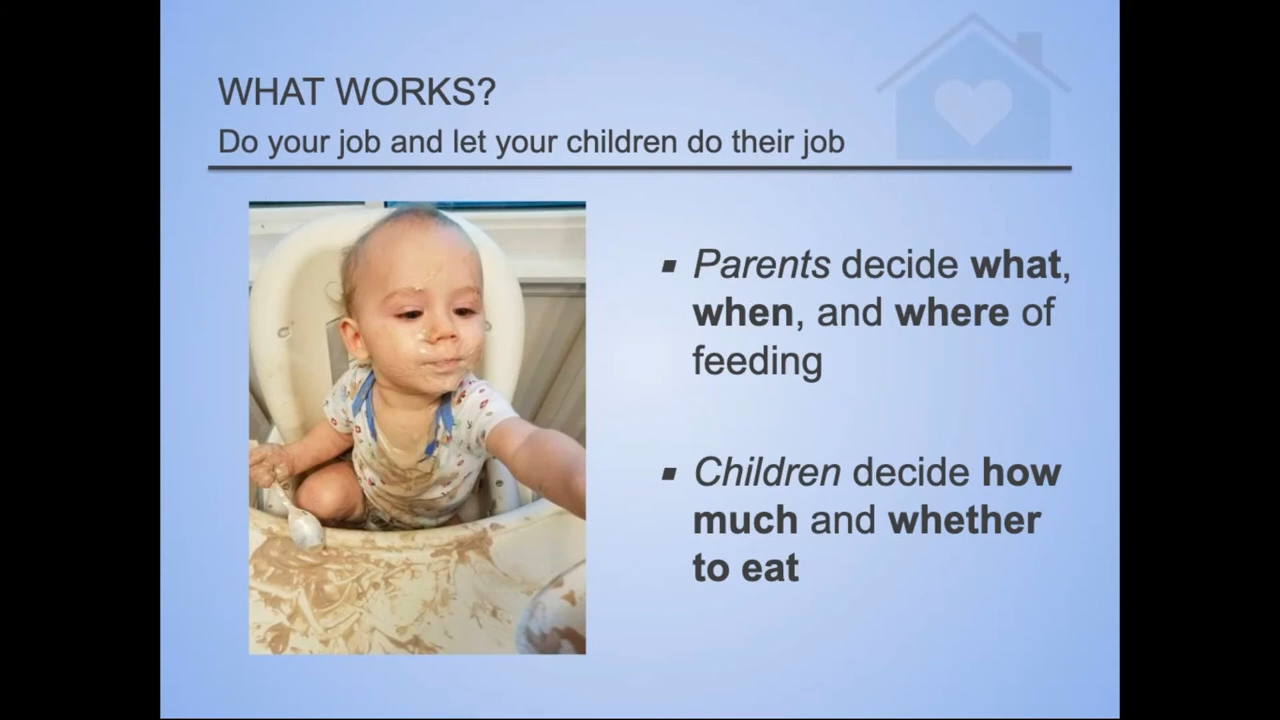 WHAT WORKS?
Do your job and let your children do their job
▪ Parents decide what,
when, and where of
feeding
▪ Children decide how
much and whether
to eat